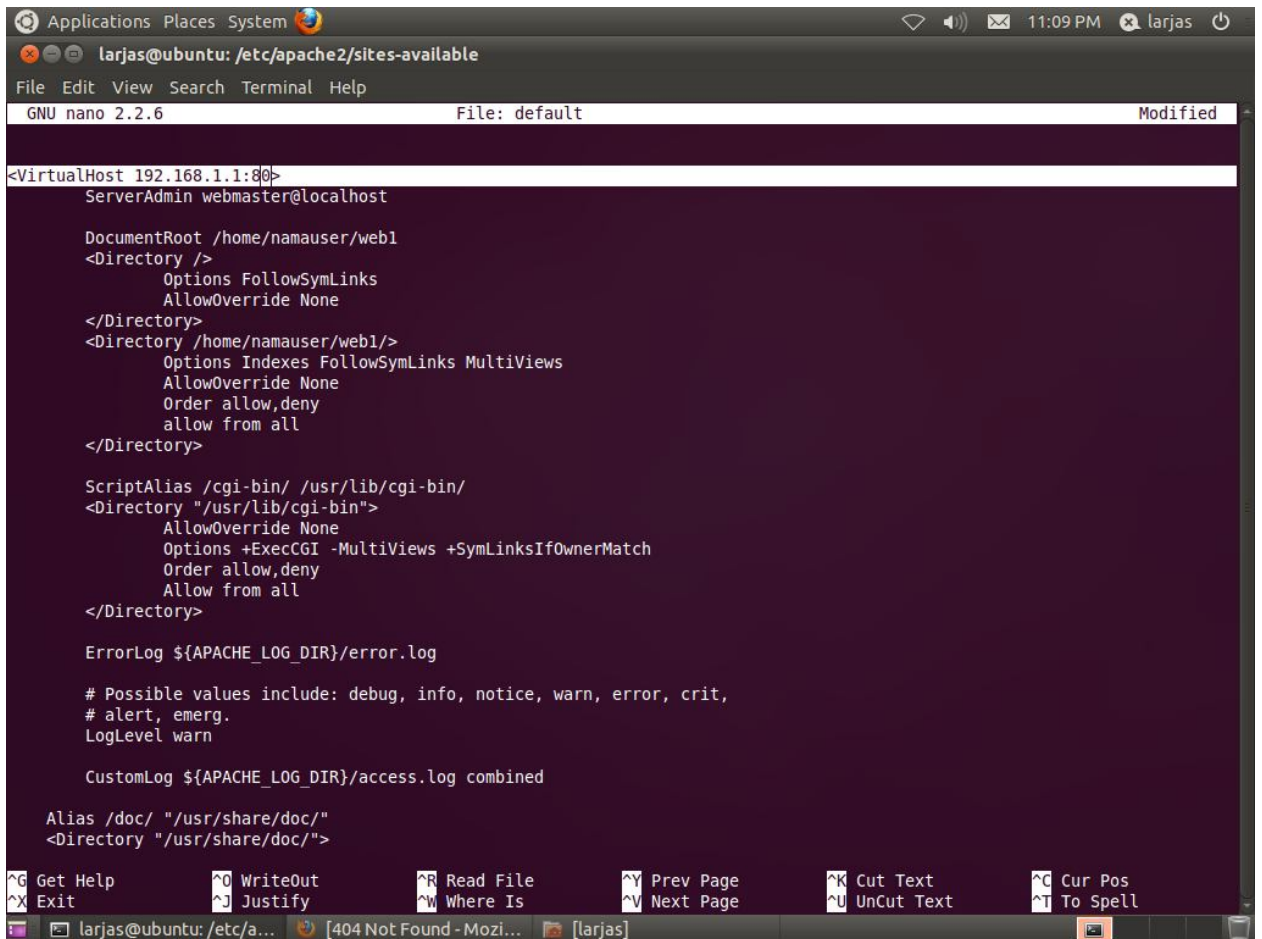 Applications Places System 11:09 PM larjas
larjas@ubuntu: /etc/apache2/sites-available
File Edit View Search Terminal Help
GNU nano 2.2.6 File: default Modified
<VirtualHost 192.168.1.1:80>
ServerAdmin webmaster@localhost
DocumentRoot /home/namauser/web1
<Directory />
Options FollowSymLinks
AllowOverride None
</Directory>
<Directory /home/namauser/web1/>
Options Indexes FollowSymLinks MultiViews
AllowOverride None
Order allow,deny
allow from all
</Directory>
ScriptAlias /cgi-bin/ /usr/lib/cgi-bin/
<Directory "/usr/lib/cgi-bin">
AllowOverride None
Options +ExecCGI -MultiViews +SymLinksIfOwnerMatch
Order allow,deny
Allow from all
</Directory>
ErrorLog ${APACHE_LOG_DIR}/error.log
# Possible values include: debug, info, notice, warn, error, crit,
# alert, emerg.
LogLevel warn
CustomLog ${APACHE_LOG_DIR}/access.log combined
Alias /doc/ "/usr/share/doc/"
<Directory "/usr/share/doc/">
^G Get Help ^O WriteOut ^R Read File ^Y Prev Page ^K Cut Text ^C Cur Pos
^X Exit ^J Justify ^W Where Is ^V Next Page ^U UnCut Text ^T To Spell
larjas@ubuntu: /etc/a... [404 Not Found - Mozi... [larjas]